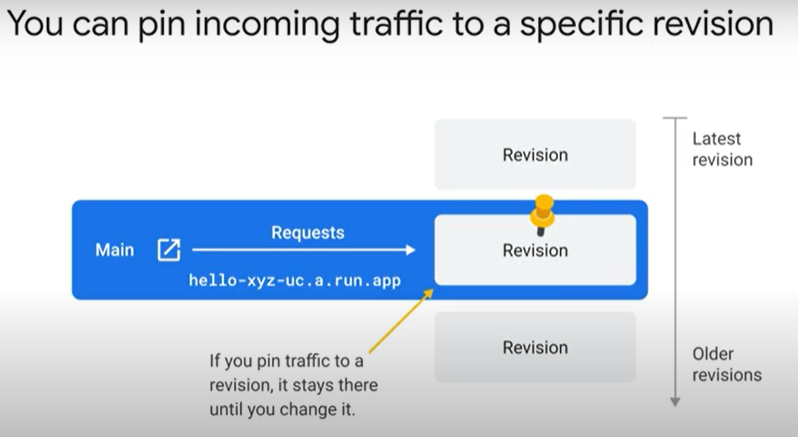 You can pin incoming traffic to a specific revision
Revision
Latest
revision
Main
Requests
hello-xyz-uc.a.run.app
Revision
If you pin traffic to a
revision, it stays there
until you change it.
Revision
Older
revisions